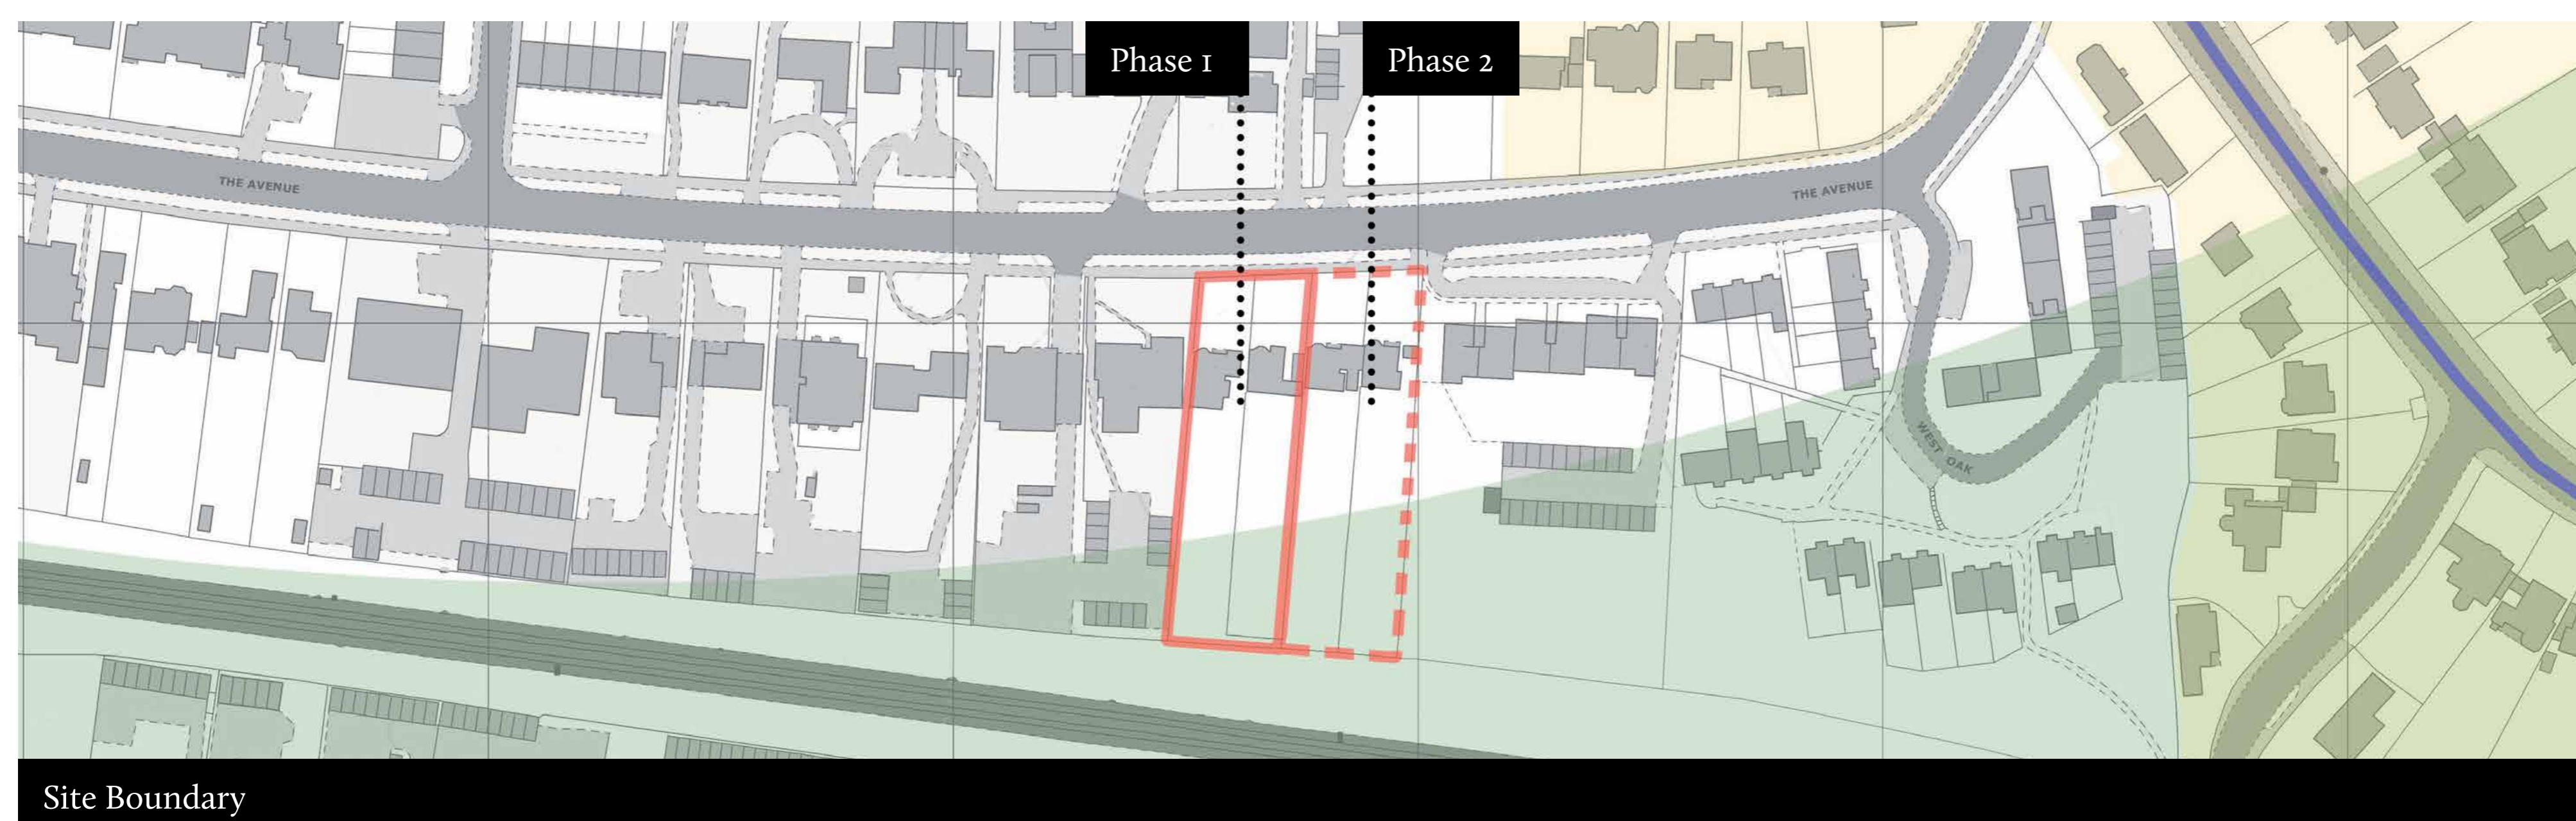 Phase 1
Phase 2
THE AVENUE
THE AVENUE
WEST OAK
Site Boundary